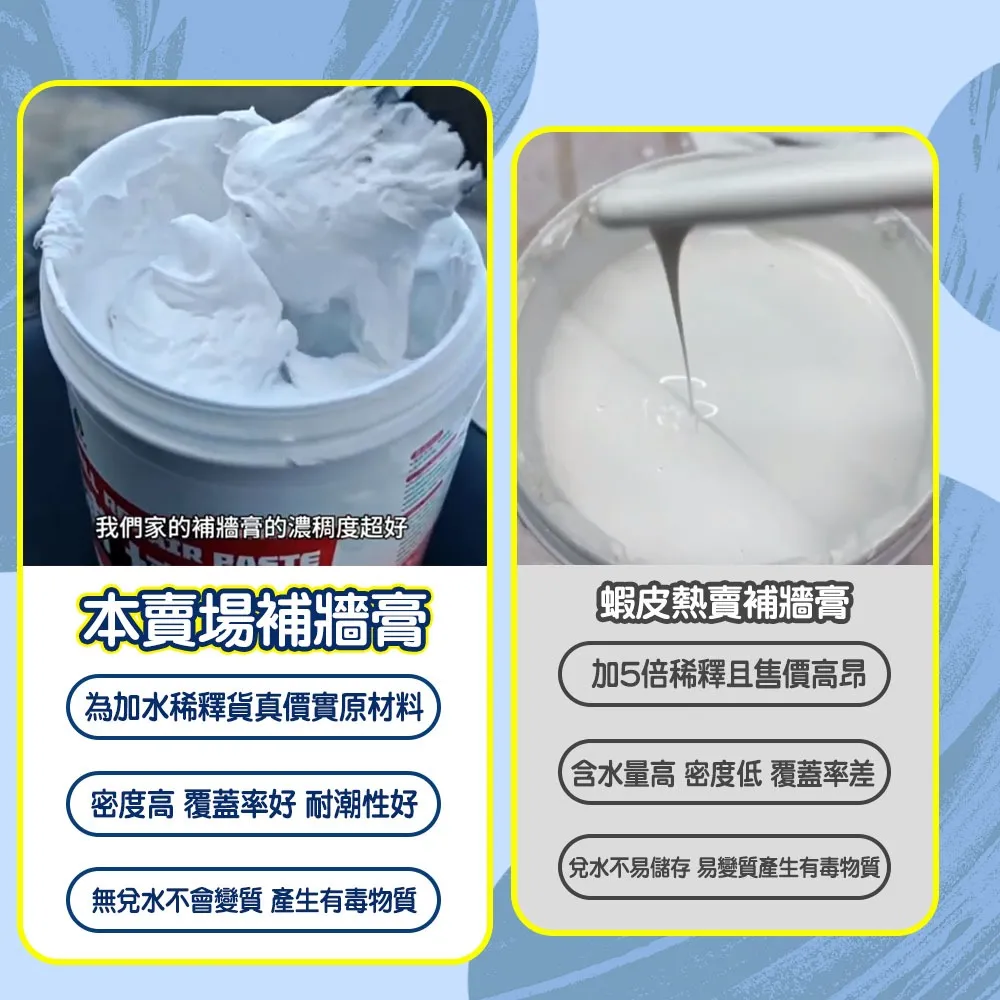 我們家的補牆膏的濃稠度超好
PASTE
本賣場補牆膏
為加水稀釋貨真價實原材料
密度高 覆蓋率好 耐潮性好
無兌水不會變質 產生有毒物質
蝦皮熱賣補牆膏
加5倍稀釋且售價高昂
含水量高 密度低 覆蓋率差
兌水不易儲存 易變質產生有毒物質